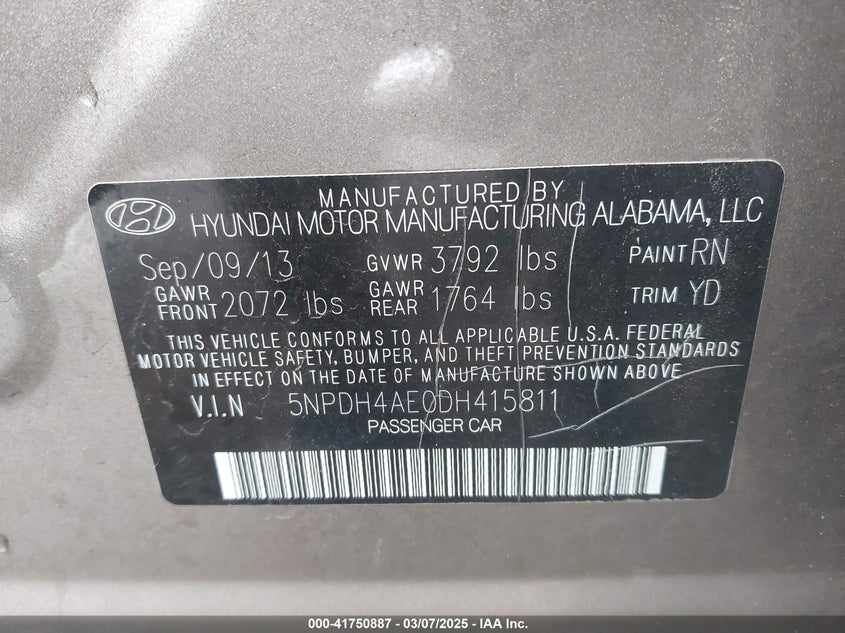 MANUFACTURED BY
HYUNDAI MOTOR MANUFACTURING ALABAMA, LLC
Sep/09/13 GVWR 3792 lbs PAINT RN
GAWR FRONT 2072 lbs GAWR REAR 1764 lbs TRIM YD
THIS VEHICLE CONFORMS TO ALL APPLICABLE U.S.A. FEDERAL
MOTOR VEHICLE SAFETY, BUMPER, AND THEFT PREVENTION STANDARDS
IN EFFECT ON THE DATE OF MANUFACTURE SHOWN ABOVE
V.I.N 5NPDH4AE0DH415811
PASSENGER CAR
000-41750887 - 03/07/2025 - IAA Inc.